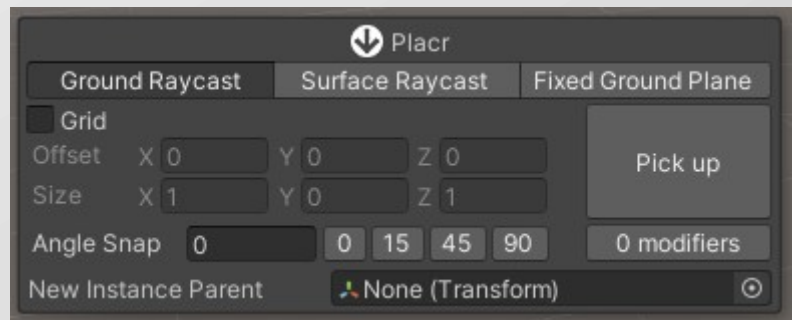 Placr
Ground Raycast Surface Raycast Fixed Ground Plane
Grid
Offset X 0 Y 0 Z 0
Size X 1 Y 0 Z 1
Pick up
Angle Snap 0 0 15 45 90 0 modifiers
New Instance Parent None (Transform)